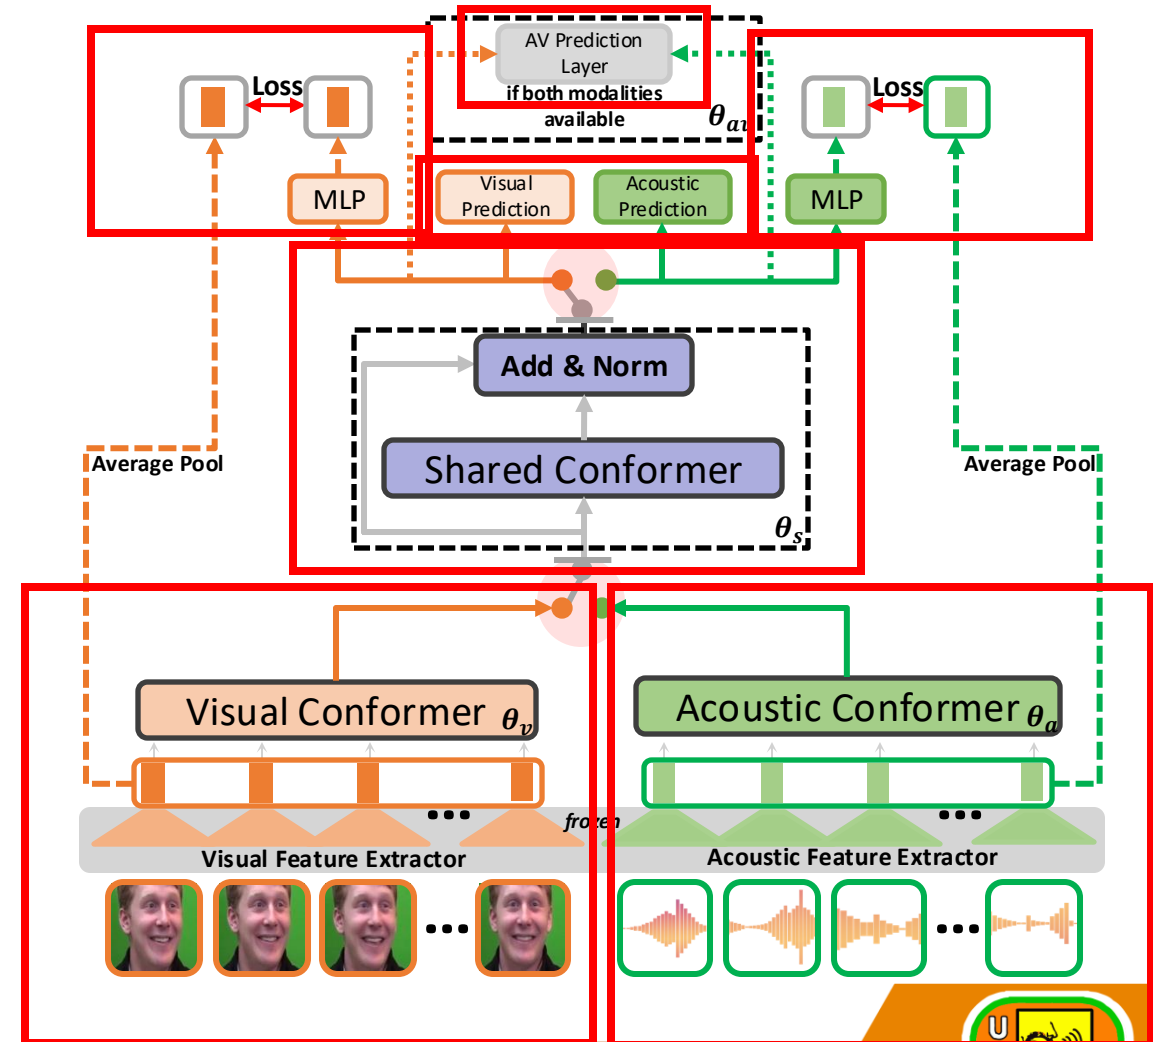 AV Prediction
Layer
if both modalities
available
θav
Loss
Loss
MLP
Visual
Prediction
Acoustic
Prediction
MLP
Add & Norm
Average Pool
Average Pool
Shared Conformer
θs
Visual Conformer θv
Acoustic Conformer θa
...
frozen
...
Visual Feature Extractor
Acoustic Feature Extractor
...
...
U